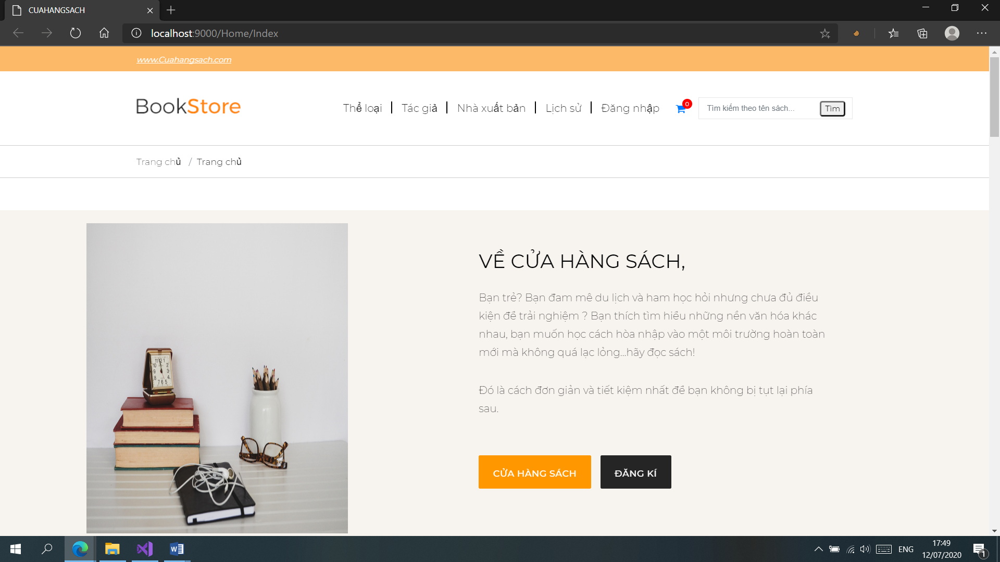 CUAHANGSACH
localhost:9000/Home/Index
www.Cuahangsach.com
BookStore
Thể loại
Tác giả
Nhà xuất bản
Lịch sử
Đăng nhập
0
Tìm kiếm theo tên sách...
Tìm
Trang chủ / Trang chủ
VỀ CỬA HÀNG SÁCH,
Bạn trẻ? Bạn đam mê du lịch và ham học hỏi nhưng chưa đủ điều
kiện để trải nghiệm ? Bạn thích tìm hiểu những nền văn hóa khác
nhau, bạn muốn học cách hòa nhập vào một môi trường hoàn toàn
mới mà không quá lạc lỏng...hãy đọc sách!
Đó là cách đơn giản và tiết kiệm nhất để bạn không bị tụt lại phía
sau.
CỬA HÀNG SÁCH
ĐĂNG KÍ
ENG
17:49
12/07/2020
1